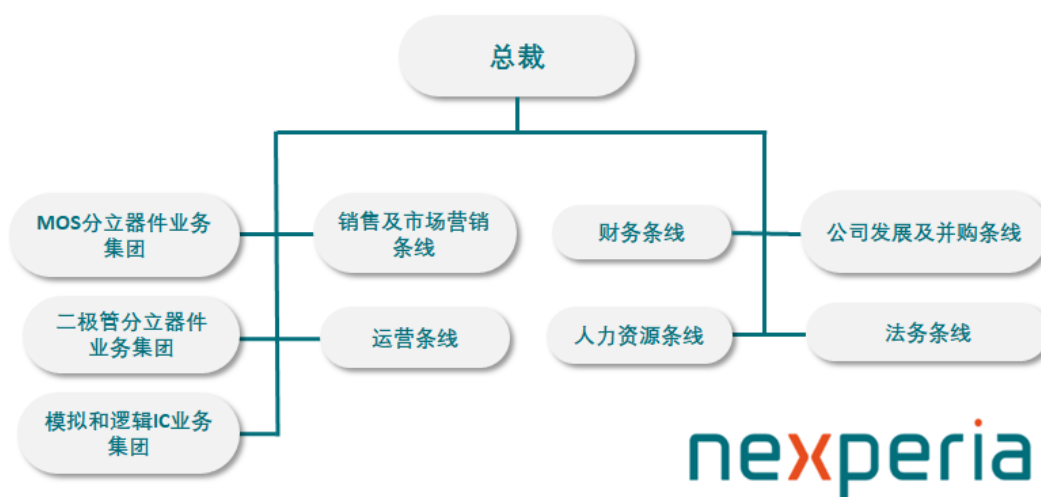 总裁
MOS分立器件业务
集团
销售及市场营销
条线
财务条线
公司发展及并购条线
二极管分立器件
业务集团
运营条线
人力资源条线
法务条线
模拟和逻辑IC业务
集团
nexperia